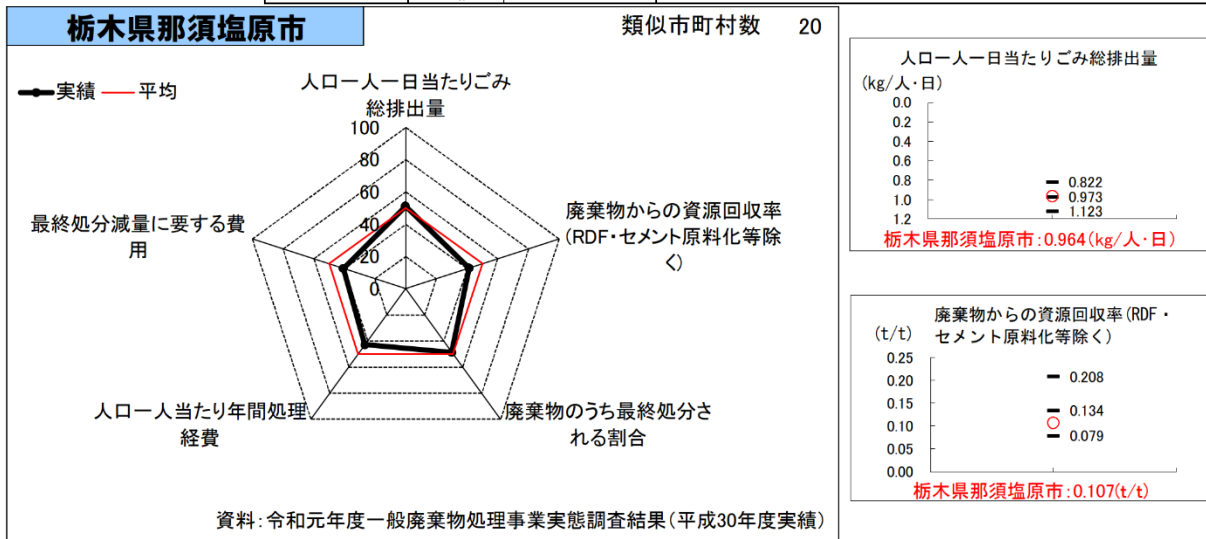 栃木県那須塩原市
類似市町村数 20
実績 平均
人口一人一日当たりごみ
総排出量
100
80
60
40
20
0
廃棄物からの資源回収率
(RDF・セメント原料化等除
く)
廃棄物のうち最終処分さ
れる割合
人口一人当たり年間処理
経費
最終処分減量に要する費
用
資料:令和元年度一般廃棄物処理事業実態調査結果(平成30年度実績)
人口一人一日当たりごみ総排出量
(kg/人・日)
0.0
0.2
0.4
0.6
0.8
1.0
1.2
0.822
0.973
1.123
栃木県那須塩原市:0.964(kg/人・日)
廃棄物からの資源回収率(RDF・
セメント原料化等除く)
(t/t)
0.25
0.20
0.15
0.10
0.05
0.00
0.208
0.134
0.079
栃木県那須塩原市:0.107(t/t)